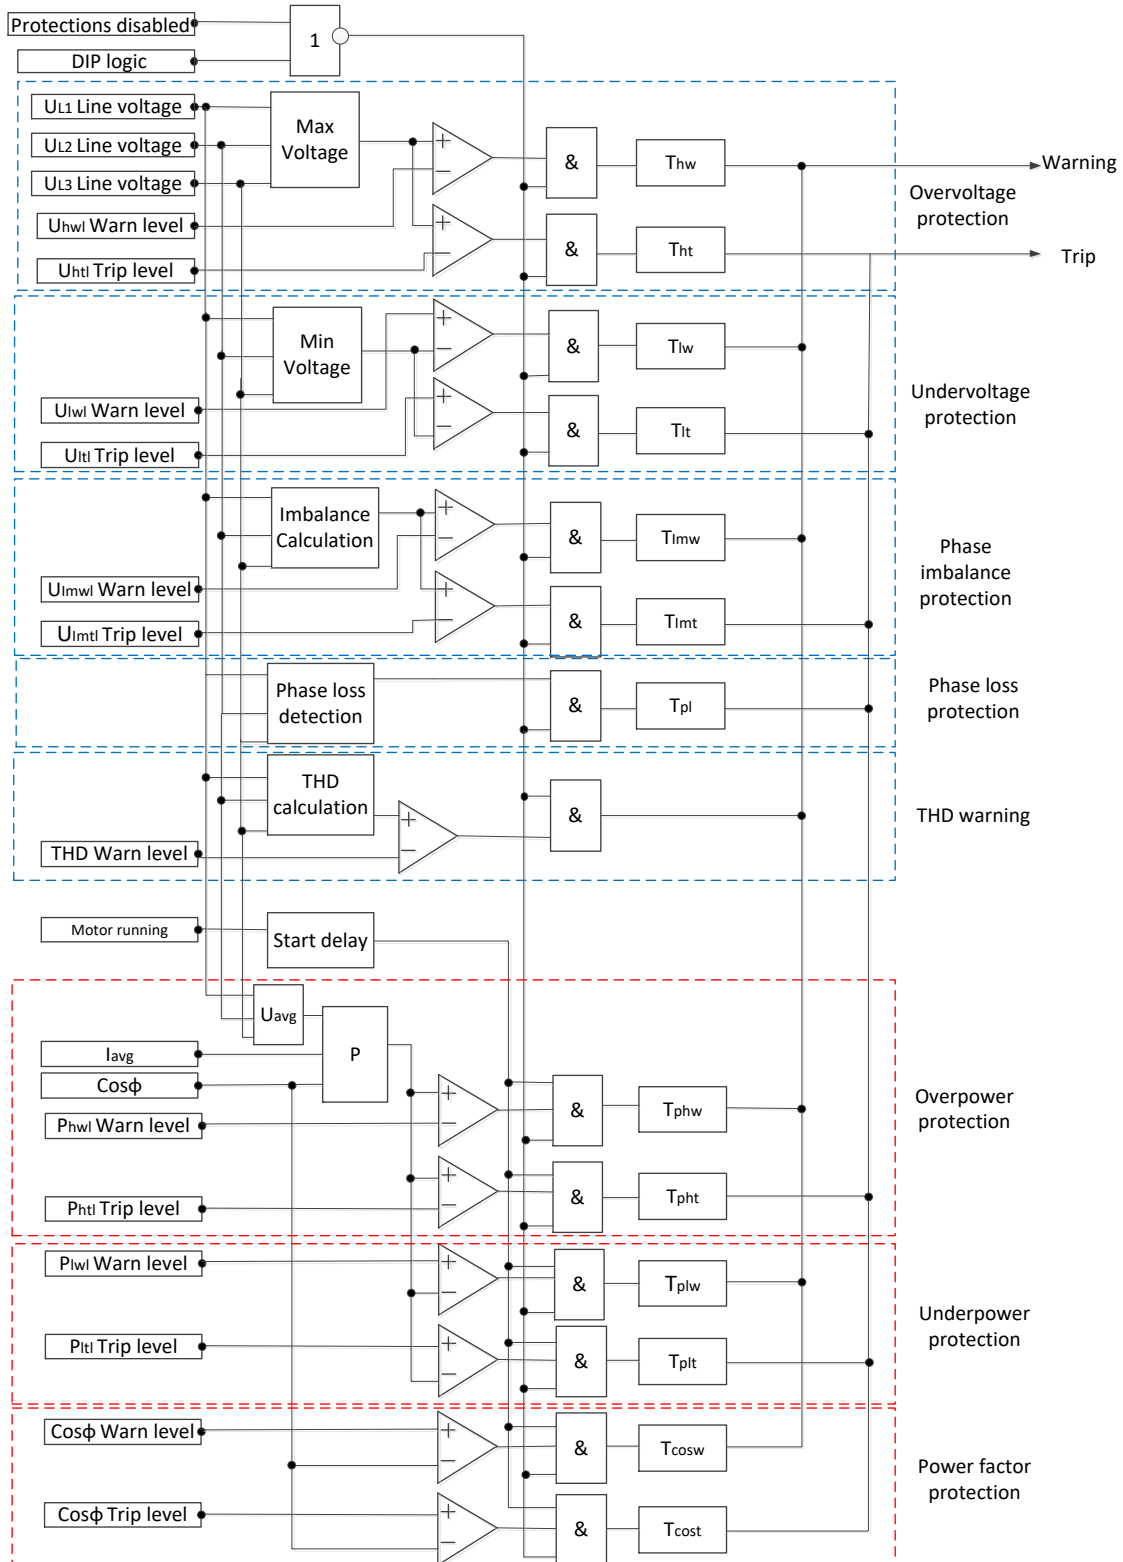 Protections disabled
1
DIP logic
UL1 Line voltage
UL2 Line voltage
UL3 Line voltage
Uhwl Warn level
Uhtl Trip level
Max
Voltage
+
−
+
−
&
&
Thw
Tht
Warning
Overvoltage
protection
Trip
Min
Voltage
Ulwl Warn level
Ultl Trip level
+
−
+
−
&
&
Tlw
Tlt
Undervoltage
protection
Imbalance
Calculation
UImwl Warn level
UImtl Trip level
+
−
+
−
&
&
TImw
TImt
Phase
imbalance
protection
Phase loss
detection
&
Tpl
Phase loss
protection
THD
calculation
THD Warn level
+
−
&
THD warning
Motor running
Start delay
Uavg
P
Iavg
Cosϕ
Phwl Warn level
Phtl Trip level
+
−
+
−
&
&
Tphw
Tpht
Overpower
protection
Plwl Warn level
Pltl Trip level
+
−
+
−
&
&
Tplw
Tplt
Underpower
protection
Cosϕ Warn level
Cosϕ Trip level
+
−
+
−
&
&
Tcosw
Tcost
Power factor
protection